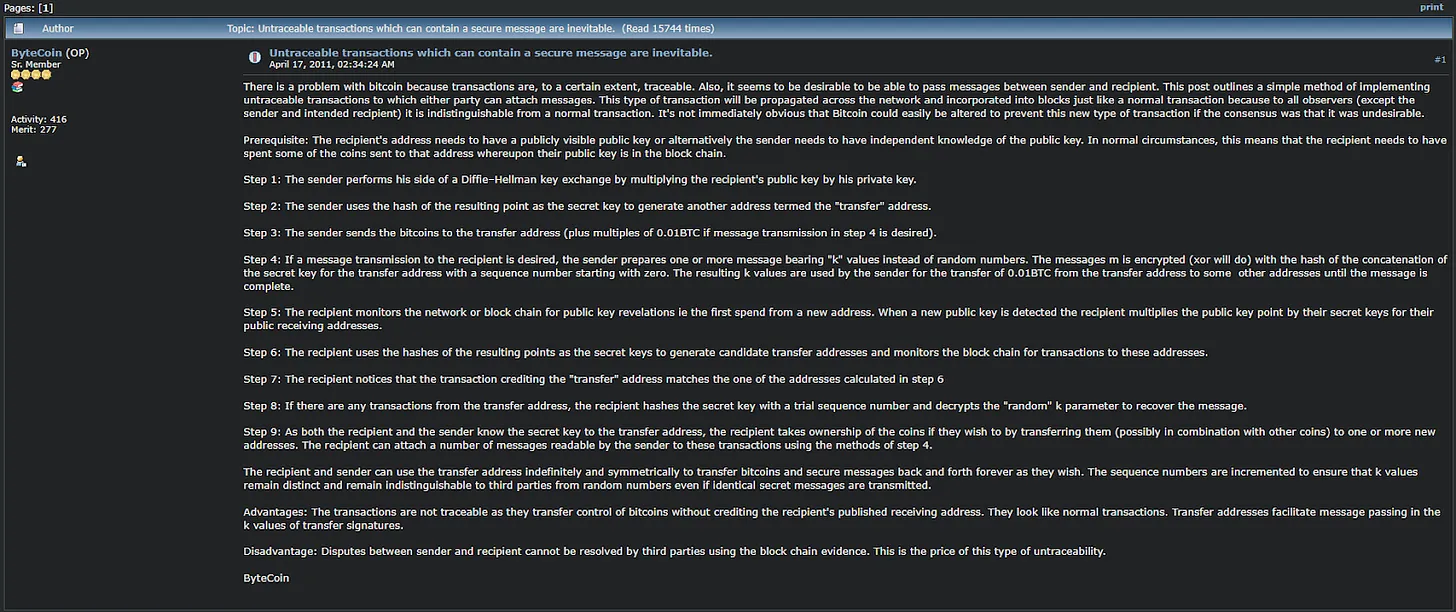 Pages: [1]
print
Author
Topic: Untraceable transactions which can contain a secure message are inevitable.  (Read 15744 times)
ByteCoin (OP)
Sr. Member
Activity: 416
Merit: 277
Untraceable transactions which can contain a secure message are inevitable.
April 17, 2011, 02:34:24 AM
#1
There is a problem with bitcoin because transactions are, to a certain extent, traceable. Also, it seems to be desirable to be able to pass messages between sender and recipient. This post outlines a simple method of implementing
untraceable transactions to which either party can attach messages. This type of transaction will be propagated across the network and incorporated into blocks just like a normal transaction because to all observers (except the
sender and intended recipient) it is indistinguishable from a normal transaction. It's not immediately obvious that Bitcoin could easily be altered to prevent this new type of transaction if the consensus was that it was undesirable.
Prerequisite: The recipient's address needs to have a publicly visible public key or alternatively the sender needs to have independent knowledge of the public key. In normal circumstances, this means that the recipient needs to have
spent some of the coins sent to that address whereupon their public key is in the block chain.
Step 1: The sender performs his side of a Diffie–Hellman key exchange by multiplying the recipient's public key by his private key.
Step 2: The sender uses the hash of the resulting point as the secret key to generate another address termed the "transfer" address.
Step 3: The sender sends the bitcoins to the transfer address (plus multiples of 0.01BTC if message transmission in step 4 is desired).
Step 4: If a message transmission to the recipient is desired, the sender prepares one or more message bearing "k" values instead of random numbers. The messages m is encrypted (xor will do) with the hash of the concatenation of
the secret key for the transfer address with a sequence number starting with zero. The resulting k values are used by the sender for the transfer of 0.01BTC from the transfer address to some  other addresses until the message is
complete.
Step 5: The recipient monitors the network or block chain for public key revelations ie the first spend from a new address. When a new public key is detected the recipient multiplies the public key point by their secret keys for their
public receiving addresses.
Step 6: The recipient uses the hashes of the resulting points as the secret keys to generate candidate transfer addresses and monitors the block chain for transactions to these addresses.
Step 7: The recipient notices that the transaction crediting the "transfer" address matches the one of the addresses calculated in step 6
Step 8: If there are any transactions from the transfer address, the recipient hashes the secret key with a trial sequence number and decrypts the "random" k parameter to recover the message.
Step 9: As both the recipient and the sender know the secret key to the transfer address, the recipient takes ownership of the coins if they wish to by transferring them (possibly in combination with other coins) to one or more new
addresses. The recipient can attach a number of messages readable by the sender to these transactions using the methods of step 4.
The recipient and sender can use the transfer address indefinitely and symmetrically to transfer bitcoins and secure messages back and forth forever as they wish. The sequence numbers are incremented to ensure that k values
remain distinct and remain indistinguishable to third parties from random numbers even if identical secret messages are transmitted.
Advantages: The transactions are not traceable as they transfer control of bitcoins without crediting the recipient's published receiving address. They look like normal transactions. Transfer addresses facilitate message passing in the
k values of transfer signatures.
Disadvantage: Disputes between sender and recipient cannot be resolved by third parties using the block chain evidence. This is the price of this type of untraceability.
ByteCoin